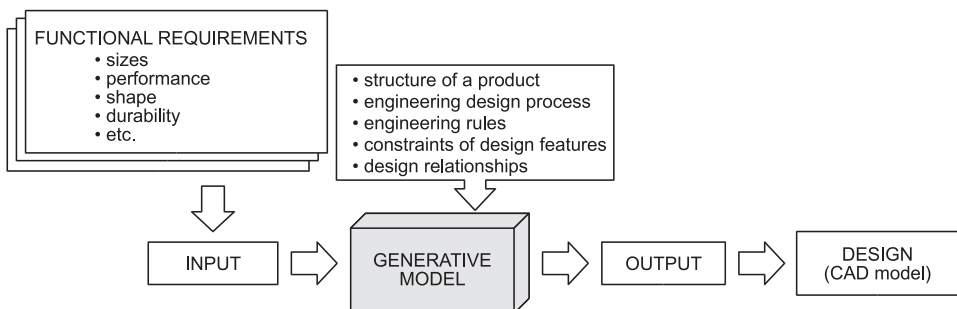 FUNCTIONAL REQUIREMENTS
• sizes
• performance
• shape
• durability
• etc.
• structure of a product
• engineering design process
• engineering rules
• constraints of design features
• design relationships
INPUT
GENERATIVE
MODEL
OUTPUT
DESIGN
(CAD model)